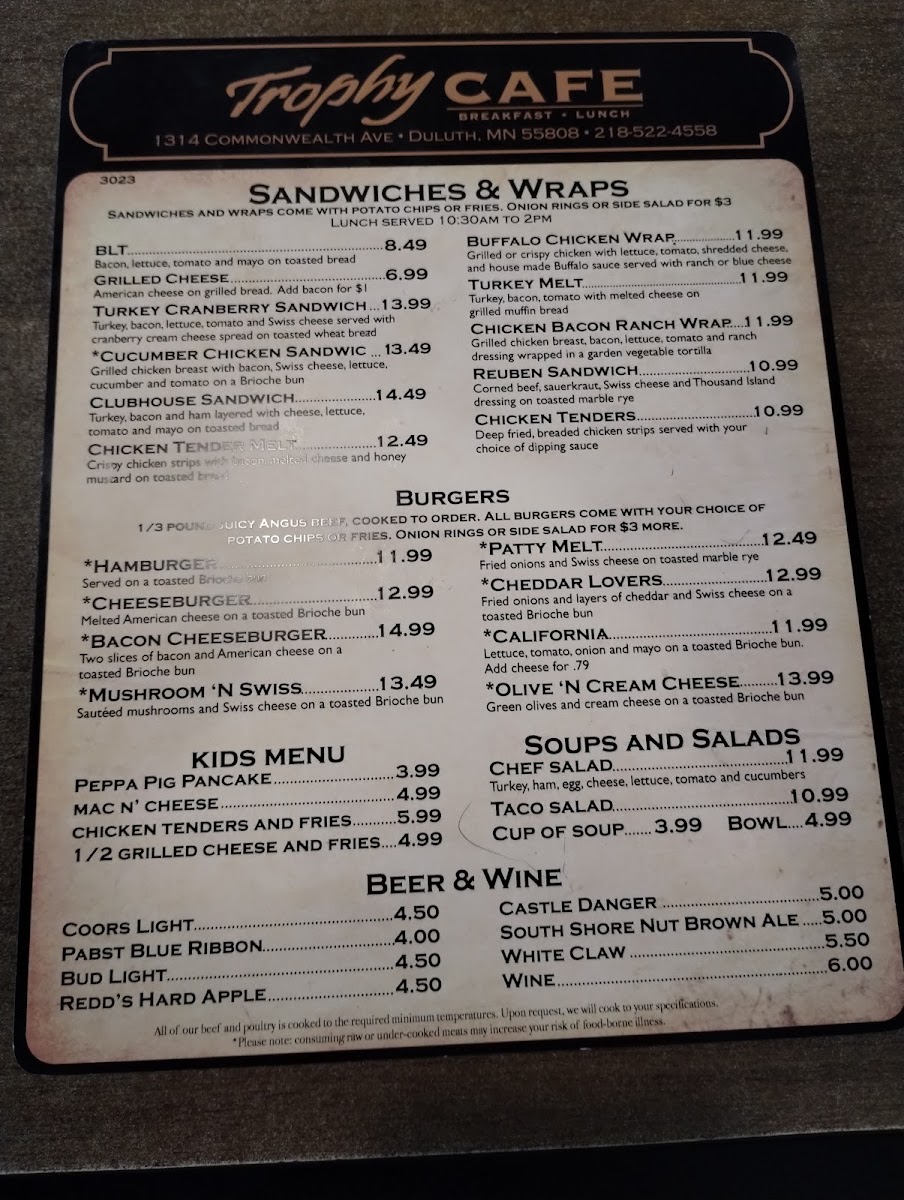 Trophy CAFE
BREAKFAST • LUNCH
1314 COMMONWEALTH AVE • DULUTH, MN 55808 • 218-522-4558
3023
SANDWICHES & WRAPS
SANDWICHES AND WRAPS COME WITH POTATO CHIPS OR FRIES. ONION RINGS OR SIDE SALAD FOR $3
LUNCH SERVED 10:30AM TO 2PM
BLT....................8.49
Bacon, lettuce, tomato and mayo on toasted bread
GRILLED CHEESE....................6.99
American cheese on grilled bread. Add bacon for $1
TURKEY CRANBERRY SANDWICH...13.99
Turkey, bacon, lettuce, tomato and Swiss cheese served with
cranberry cream cheese spread on toasted wheat bread
*CUCUMBER CHICKEN SANDWIC ...13.49
Grilled chicken breast with bacon, Swiss cheese, lettuce,
cucumber and tomato on a Brioche bun
CLUBHOUSE SANDWICH....................14.49
Turkey, bacon and ham layered with cheese, lettuce,
tomato and mayo on toasted bread
CHICKEN TENDER MELT....................12.49
Crispy chicken strips with bacon, melted cheese and honey
mustard on toasted bread
BUFFALO CHICKEN WRAP....................11.99
Grilled or crispy chicken with lettuce, tomato, shredded cheese,
and house made Buffalo sauce served with ranch or blue cheese
TURKEY MELT....................11.99
Turkey, bacon, tomato with melted cheese on
grilled muffin bread
CHICKEN BACON RANCH WRAP....11.99
Grilled chicken breast, bacon, lettuce, tomato and ranch
dressing wrapped in a garden vegetable tortilla
REUBEN SANDWICH....................10.99
Corned beef, sauerkraut, Swiss cheese and Thousand Island
dressing on toasted marble rye
CHICKEN TENDERS....................10.99
Deep fried, breaded chicken strips served with your
choice of dipping sauce
BURGERS
1/3 POUND JUICY ANGUS BEEF, COOKED TO ORDER. ALL BURGERS COME WITH YOUR CHOICE OF
POTATO CHIPS OR FRIES. ONION RINGS OR SIDE SALAD FOR $3 MORE.
*HAMBURGER....................11.99
Served on a toasted Brioche bun
*CHEESEBURGER....................12.99
Melted American cheese on a toasted Brioche bun
*BACON CHEESEBURGER............14.99
Two slices of bacon and American cheese on a
toasted Brioche bun
*MUSHROOM 'N SWISS..................13.49
Sautéed mushrooms and Swiss cheese on a toasted Brioche bun
*PATTY MELT....................12.49
Fried onions and Swiss cheese on toasted marble rye
*CHEDDAR LOVERS....................12.99
Fried onions and layers of cheddar and Swiss cheese on a
toasted Brioche bun
*CALIFORNIA....................11.99
Lettuce, tomato, onion and mayo on a toasted Brioche bun.
Add cheese for .79
*OLIVE 'N CREAM CHEESE.........13.99
Green olives and cream cheese on a toasted Brioche bun
KIDS MENU
PEPPA PIG PANCAKE....................3.99
MAC N' CHEESE....................4.99
CHICKEN TENDERS AND FRIES.........5.99
1/2 GRILLED CHEESE AND FRIES....4.99
SOUPS AND SALADS
CHEF SALAD....................11.99
Turkey, ham, egg, cheese, lettuce, tomato and cucumbers
TACO SALAD....................10.99
CUP OF SOUP...... 3.99 BOWL....4.99
BEER & WINE
COORS LIGHT....................4.50
PABST BLUE RIBBON....................4.00
BUD LIGHT....................4.50
REDD'S HARD APPLE....................4.50
CASTLE DANGER ....................5.00
SOUTH SHORE NUT BROWN ALE ....5.00
WHITE CLAW ....................5.50
WINE....................6.00
All of our beef and poultry is cooked to the required minimum temperatures. Upon request, we will cook to your specifications.
*Please note: consuming raw or under-cooked meats may increase your risk of food-borne illness.